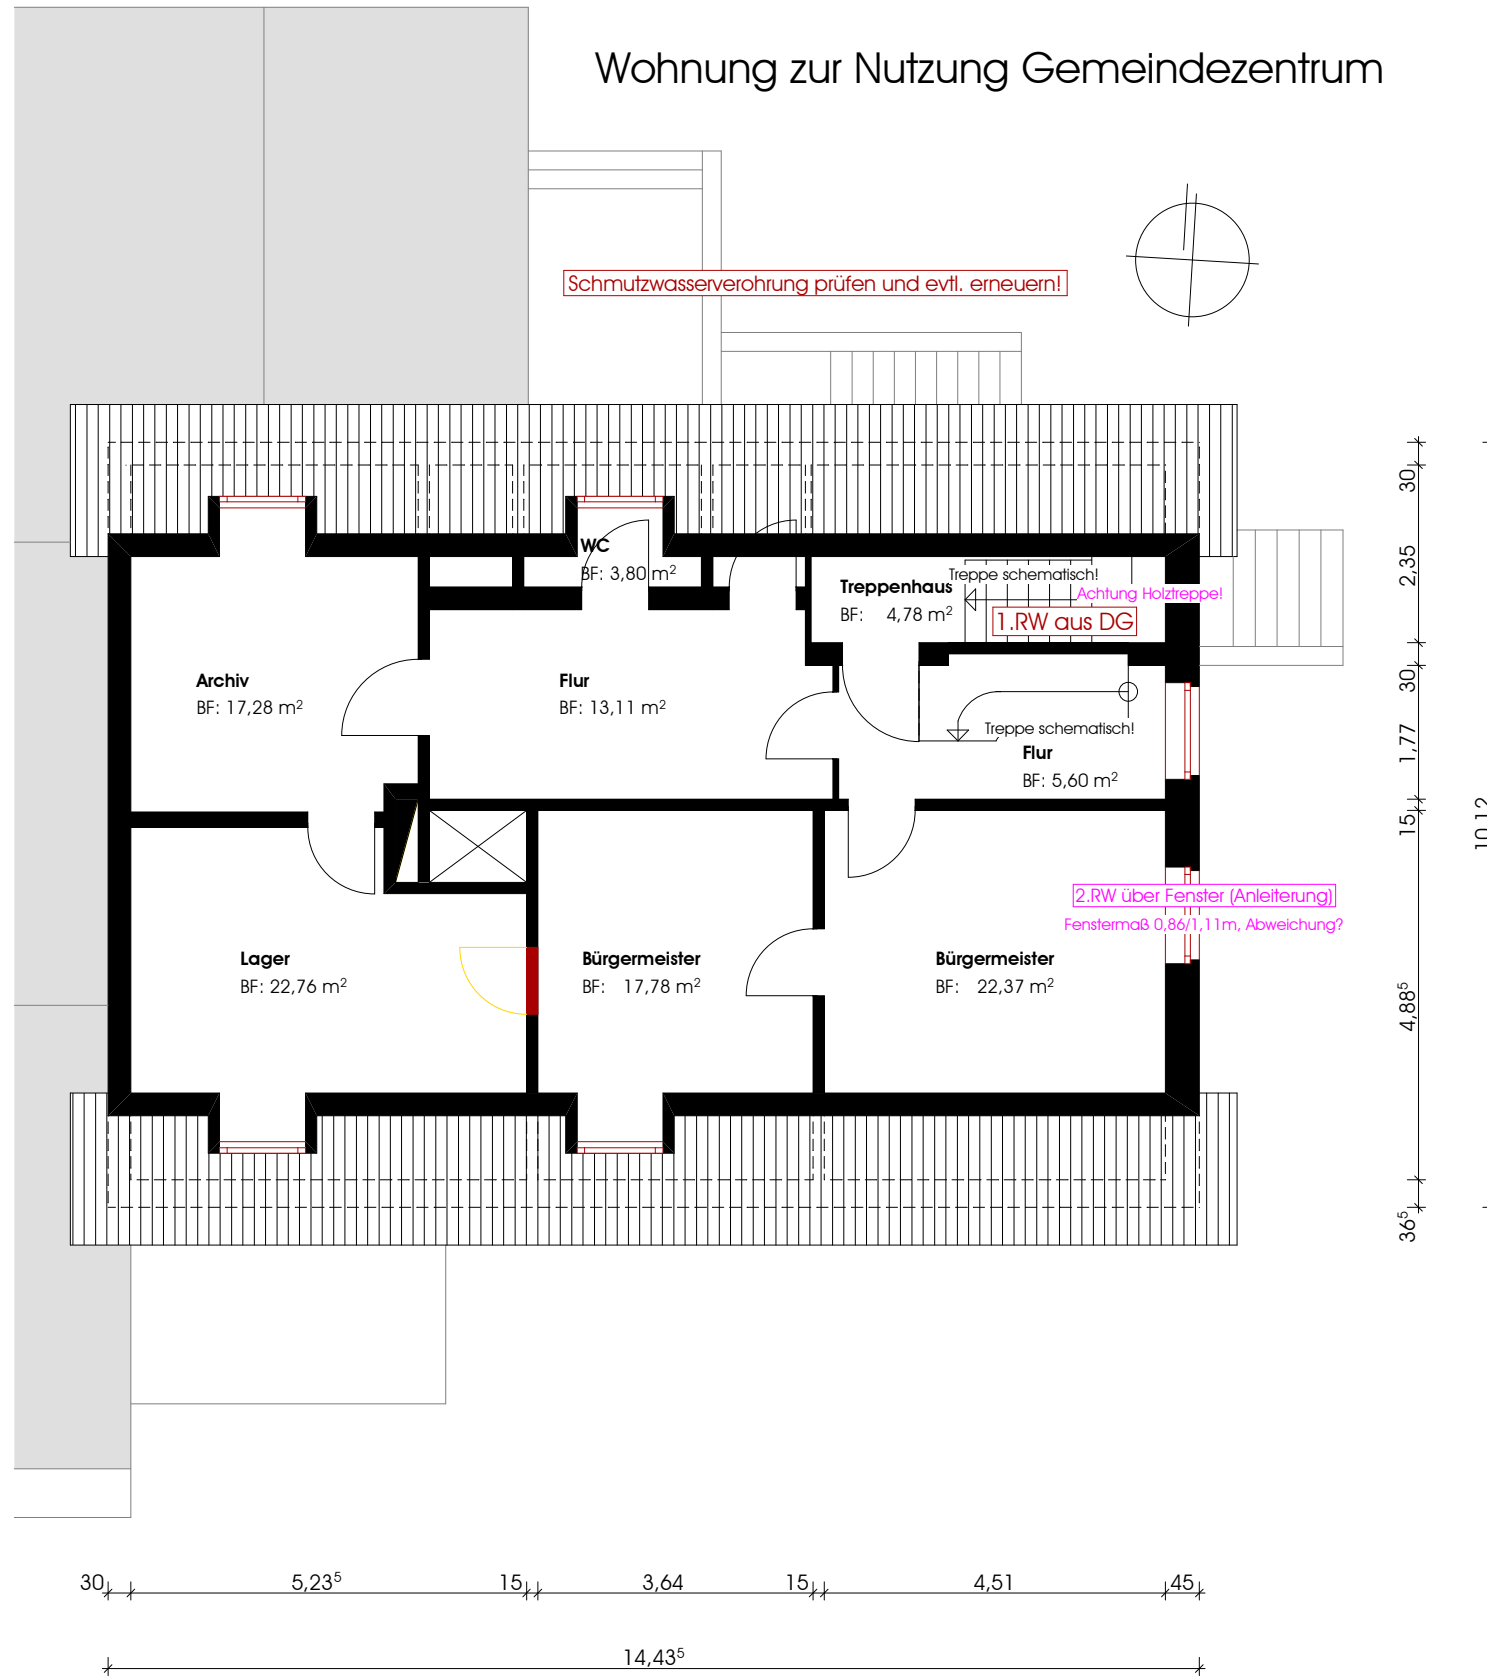 Wohnung zur Nutzung Gemeindezentrum
Schmutzwasserverohrung prüfen und evtl. erneuern!
WC
BF: 3,80 m²
Treppenhaus
BF: 4,78 m²
Treppe schematisch!
Achtung Holztreppe!
1.RW aus DG
Archiv
BF: 17,28 m²
Flur
BF: 13,11 m²
Treppe schematisch!
Flur
BF: 5,60 m²
2.RW über Fenster (Anleiterung)
Fenstermaß 0,86/1,11m, Abweichung?
Lager
BF: 22,76 m²
Bürgermeister
BF: 17,78 m²
Bürgermeister
BF: 22,37 m²
30
2,35
30
1,77
15
4,88⁵
36⁵
10,12
30
5,23⁵
15
3,64
15
4,51
45
14,43⁵